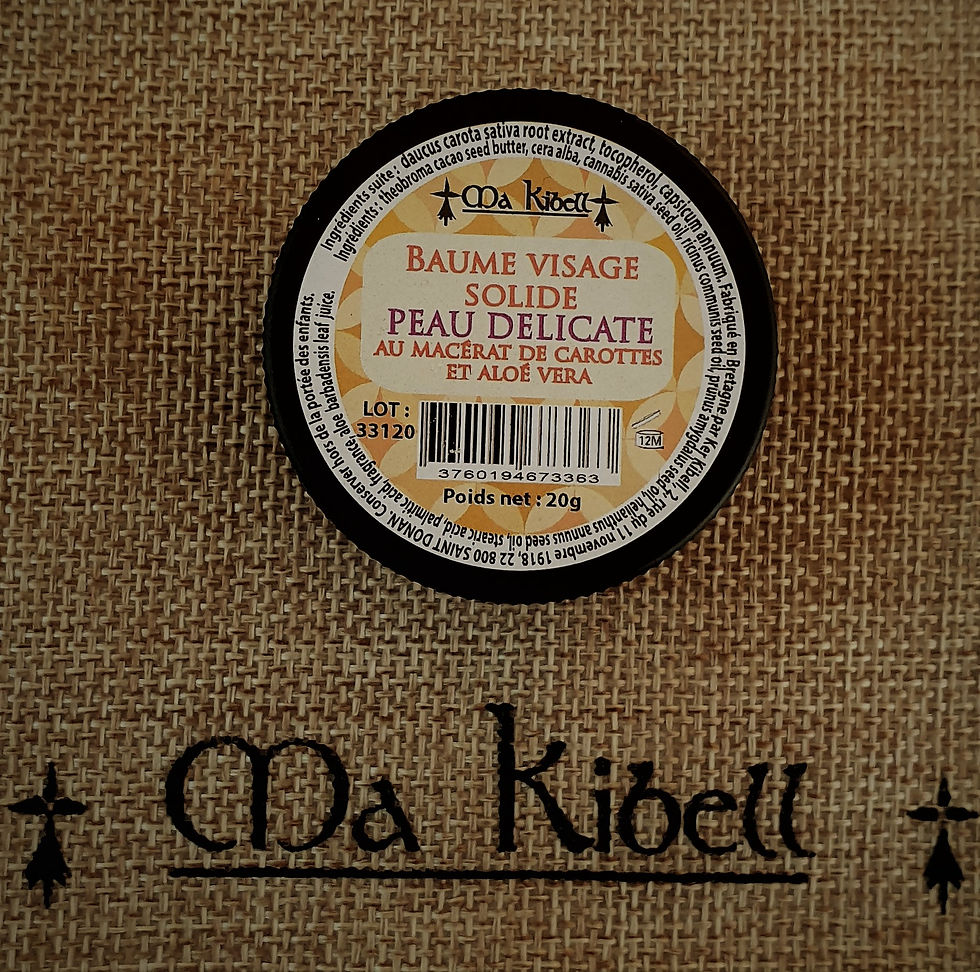 Ma Kibell
BAUME VISAGE
SOLIDE
PEAU DELICATE
AU MACÉRAT DE CAROTTES
ET ALOÉ VERA
LOT :
33120
3760194673363
12M
Poids net : 20g
Ingrédients : theobroma cacao seed butter, cera alba, cannabis sativa seed oil, ricinus communis seed oil, prunus amygdalus seed oil, helianthus annuus seed oil, stearic acid, palmitic acid, fragrance, aloe barbadensis leaf juice.
Ingrédients suite : daucus carota sativa root extract, tocopherol, capsicum annuum. Fabriqué en Bretagne par Ker Kibell 2, rue du 11 novembre 1918, 22 800 SAINT DONAN. Conserver hors de la portée des enfants.
Ma Kibell